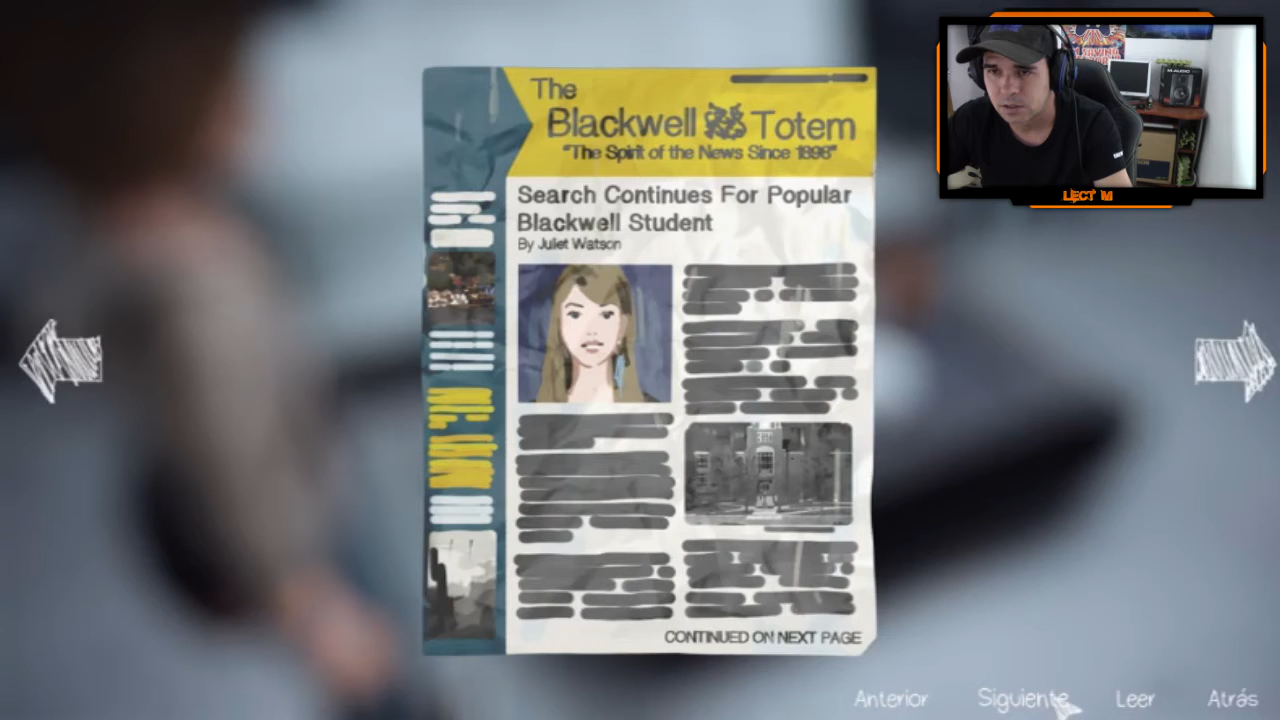 The
Blackwell Totem
"The Spirit of the News Since 1898"
Search Continues For Popular
Blackwell Student
By Juliet Watson
CONTINUED ON NEXT PAGE
Anterior Siguiente Leer Atrás